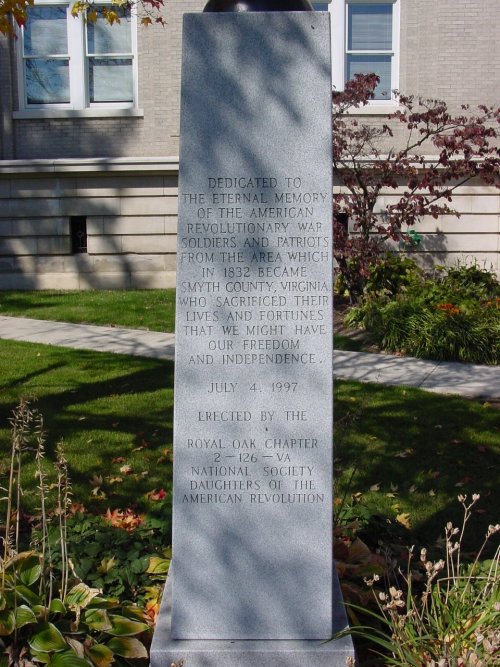 DEDICATED TO
THE ETERNAL MEMORY
OF THE AMERICAN
REVOLUTIONARY WAR
SOLDIERS AND PATRIOTS
FROM THE AREA WHICH
IN 1832 BECAME
SMYTH COUNTY, VIRGINIA
WHO SACRIFICED THEIR
LIVES AND FORTUNES
THAT WE MIGHT HAVE
OUR FREEDOM
AND INDEPENDENCE.
JULY 4, 1997
ERECTED BY THE
ROYAL OAK CHAPTER
2-126-VA
NATIONAL SOCIETY
DAUGHTERS OF THE
AMERICAN REVOLUTION